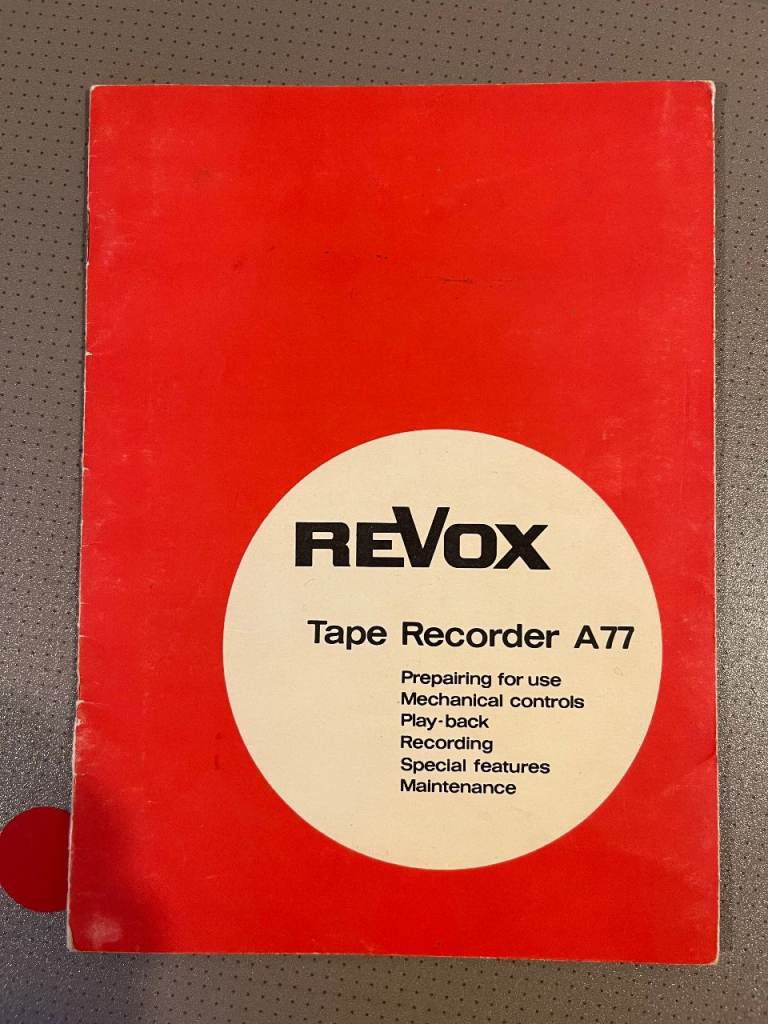 REVOX
Tape Recorder A77
Prepairing for use
Mechanical controls
Play-back
Recording
Special features
Maintenance